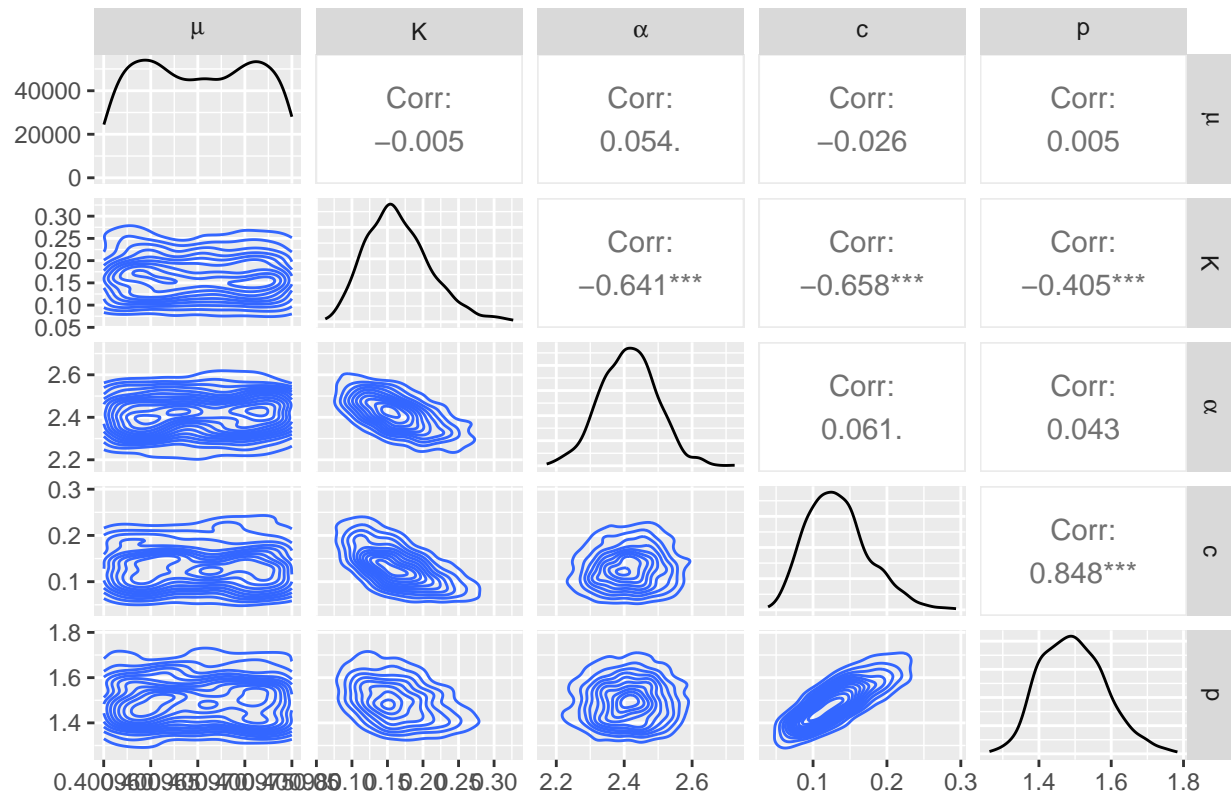 μ K α c p
40000
20000
0
Corr:
−0.005
Corr:
0.054.
Corr:
−0.026
Corr:
0.005
μ
0.30
0.25
0.20
0.15
0.10
0.05
Corr:
−0.641***
Corr:
−0.658***
Corr:
−0.405***
K
2.6
2.4
2.2
Corr:
0.061.
Corr:
0.043
α
0.3
0.2
0.1
Corr:
0.848***
c
1.8
1.6
1.4
p
0.10 0.15 0.20 0.25 0.30 2.2 2.4 2.6 0.1 0.2 0.3 1.4 1.6 1.8